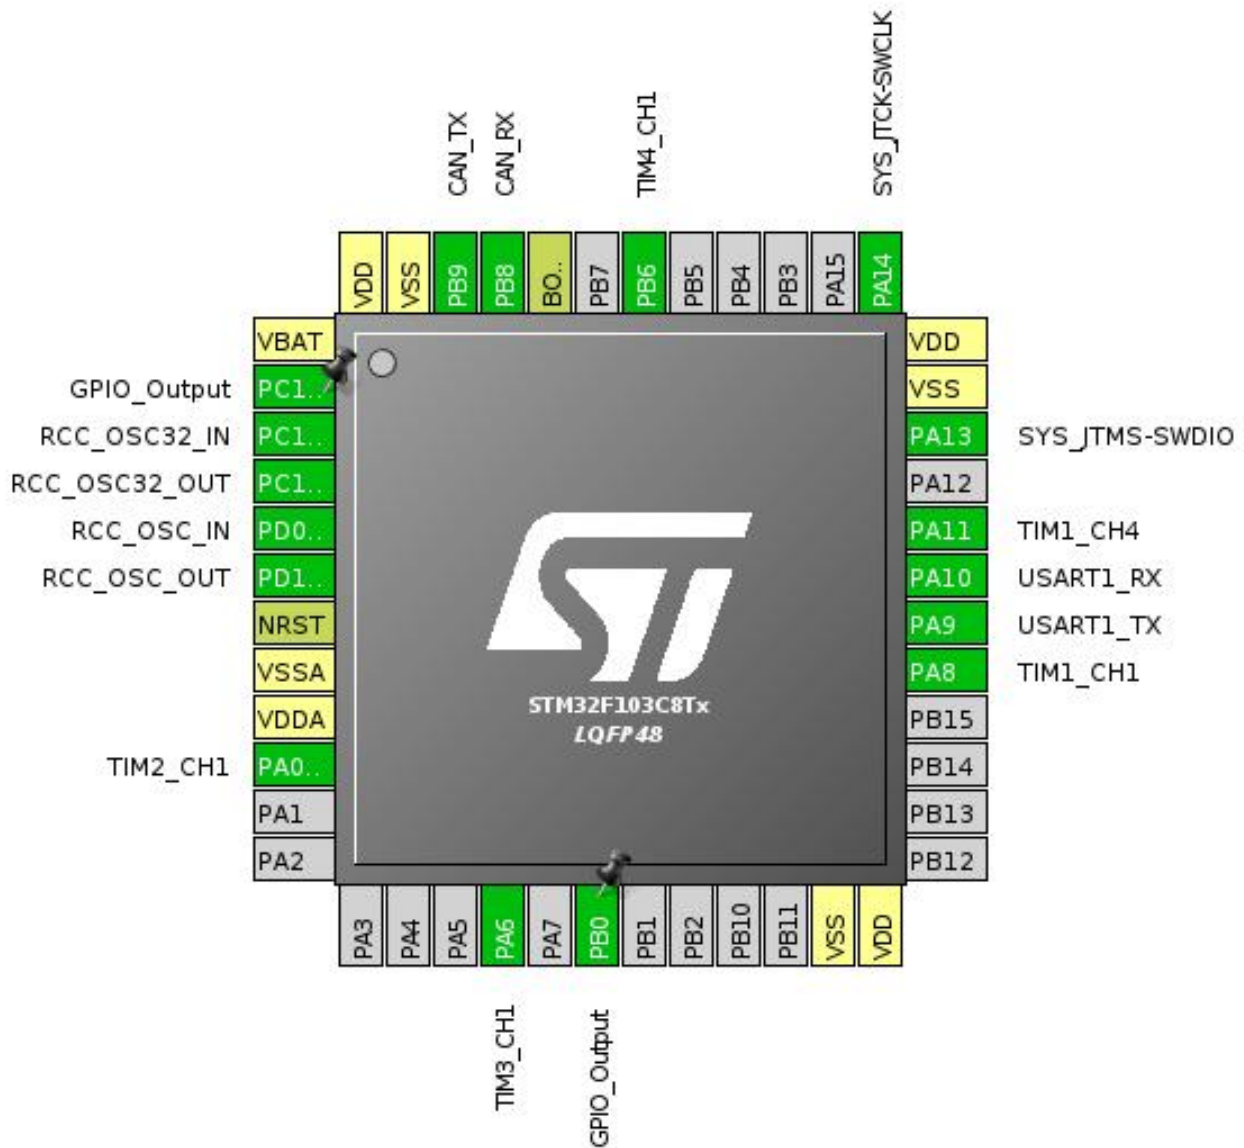 SYS_JTCK-SWCLK
CAN_TX
CAN_RX
TIM4_CH1
VDD
VSS
PB9
PB8
BO..
PB7
PB6
PB5
PB4
PB3
PA15
PA14
VBAT
GPIO_Output PC1..
RCC_OSC32_IN PC1..
RCC_OSC32_OUT PC1..
RCC_OSC_IN PD0..
RCC_OSC_OUT PD1..
NRST
VSSA
VDDA
TIM2_CH1 PA0..
PA1
PA2
ST
STM32F103C8Tx
LQFP48
VDD
VSS
PA13 SYS_JTMS-SWDIO
PA12
PA11 TIM1_CH4
PA10 USART1_RX
PA9 USART1_TX
PA8 TIM1_CH1
PB15
PB14
PB13
PB12
PA3
PA4
PA5
PA6
PA7
PB0
PB1
PB2
PB10
PB11
VSS
VDD
TIM3_CH1
GPIO_Output